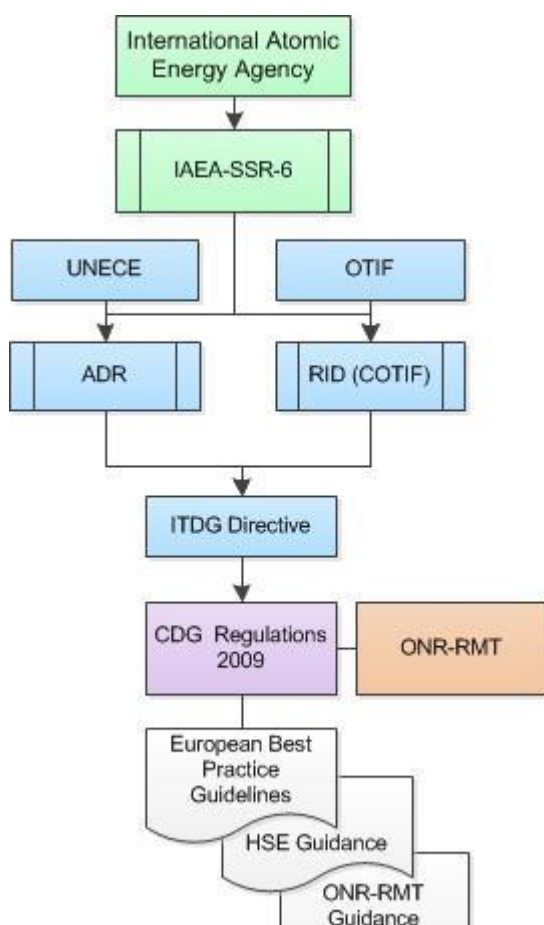 International Atomic
Energy Agency
IAEA-SSR-6
UNECE
OTIF
ADR
RID (COTIF)
ITDG Directive
CDG Regulations
2009
ONR-RMT
European Best
Practice
Guidelines
HSE Guidance
ONR-RMT
Guidance